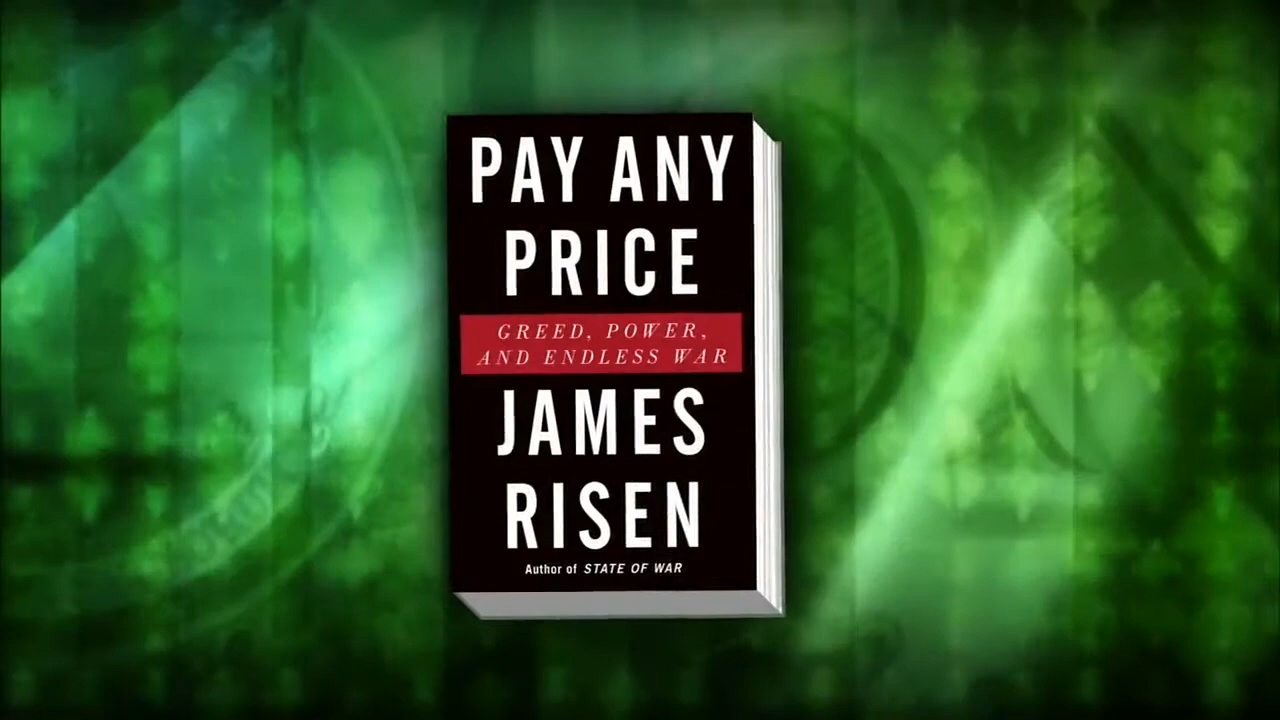 PAY ANY
PRICE
GREED, POWER,
AND ENDLESS WAR
JAMES
RISEN
Author of STATE OF WAR